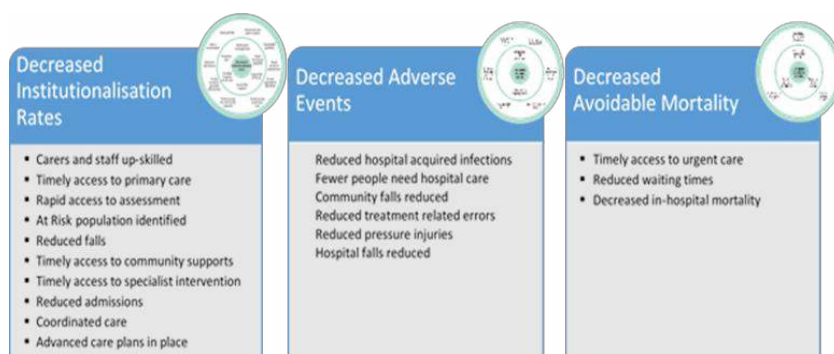 Decreased
Institutionalisation
Rates
▪ Carers and staff up-skilled
▪ Timely access to primary care
▪ Rapid access to assessment
▪ At Risk population identified
▪ Reduced falls
▪ Timely access to community supports
▪ Timely access to specialist intervention
▪ Reduced admissions
▪ Coordinated care
▪ Advanced care plans in place
Decreased Adverse
Events
Reduced hospital acquired infections
Fewer people need hospital care
Community falls reduced
Reduced treatment related errors
Reduced pressure injuries
Hospital falls reduced
Decreased
Avoidable Mortality
▪ Timely access to urgent care
▪ Reduced waiting times
▪ Decreased in-hospital mortality